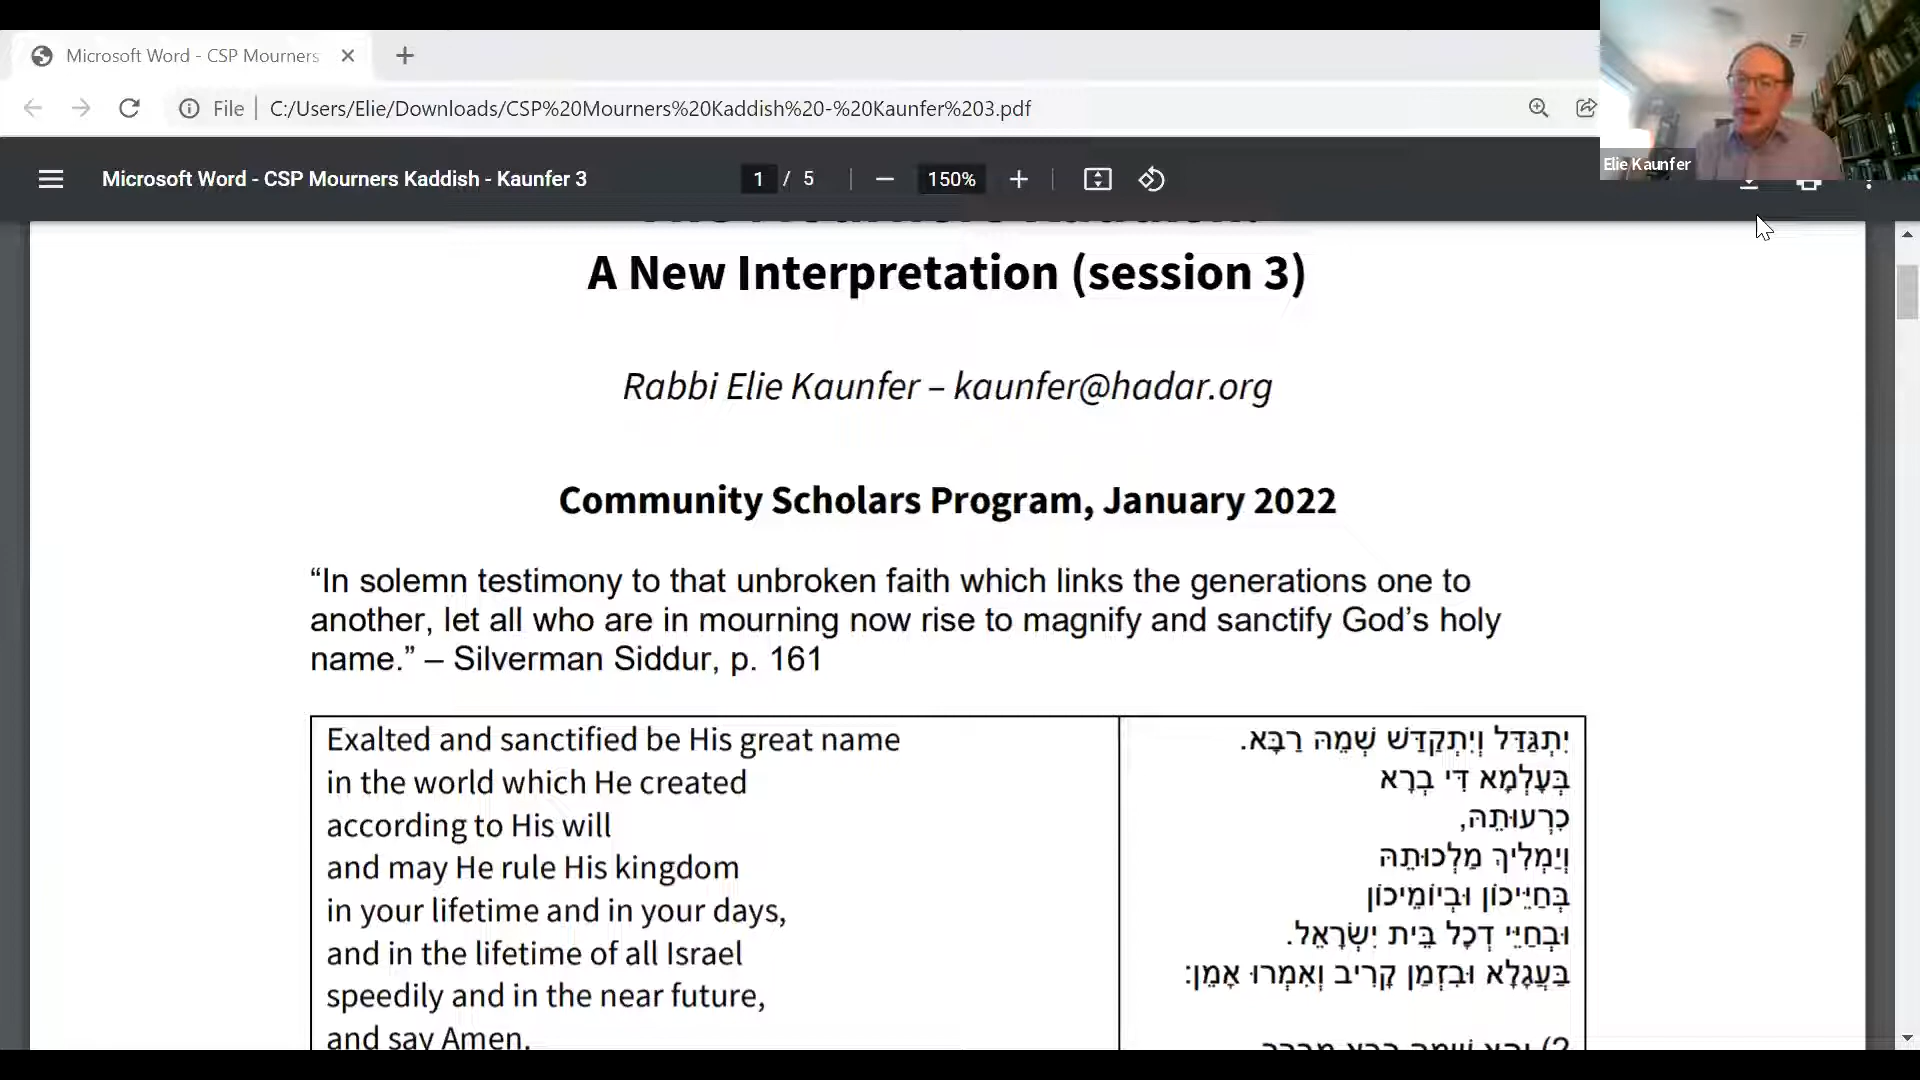 Microsoft Word - CSP Mourners
File
C:/Users/Elie/Downloads/CSP%20Mourners%20Kaddish%20-%20Kaunfer%203.pdf
Elie Kaunfer
Microsoft Word - CSP Mourners Kaddish - Kaunfer 3
1 / 5
150%
A New Interpretation (session 3)
Rabbi Elie Kaunfer – kaunfer@hadar.org
Community Scholars Program, January 2022
“In solemn testimony to that unbroken faith which links the generations one to
another, let all who are in mourning now rise to magnify and sanctify God’s holy
name.” – Silverman Siddur, p. 161
Exalted and sanctified be His great name
in the world which He created
according to His will
and may He rule His kingdom
in your lifetime and in your days,
and in the lifetime of all Israel
speedily and in the near future,
and say Amen.
יִתְגַּדַּל וְיִתְקַדַּשׁ שְׁמֵהּ רַבָּא.
בְּעָלְמָא דִּי בְרָא
כִרְעוּתֵהּ,
וְיַמְלִיךְ מַלְכוּתֵהּ
בְּחַיֵּיכוֹן וּבְיוֹמֵיכוֹן
וּבְחַיֵּי דְכָל בֵּית יִשְׂרָאֵל.
בַּעֲגָלָא וּבִזְמַן קָרִיב וְאִמְרוּ אָמֵן: